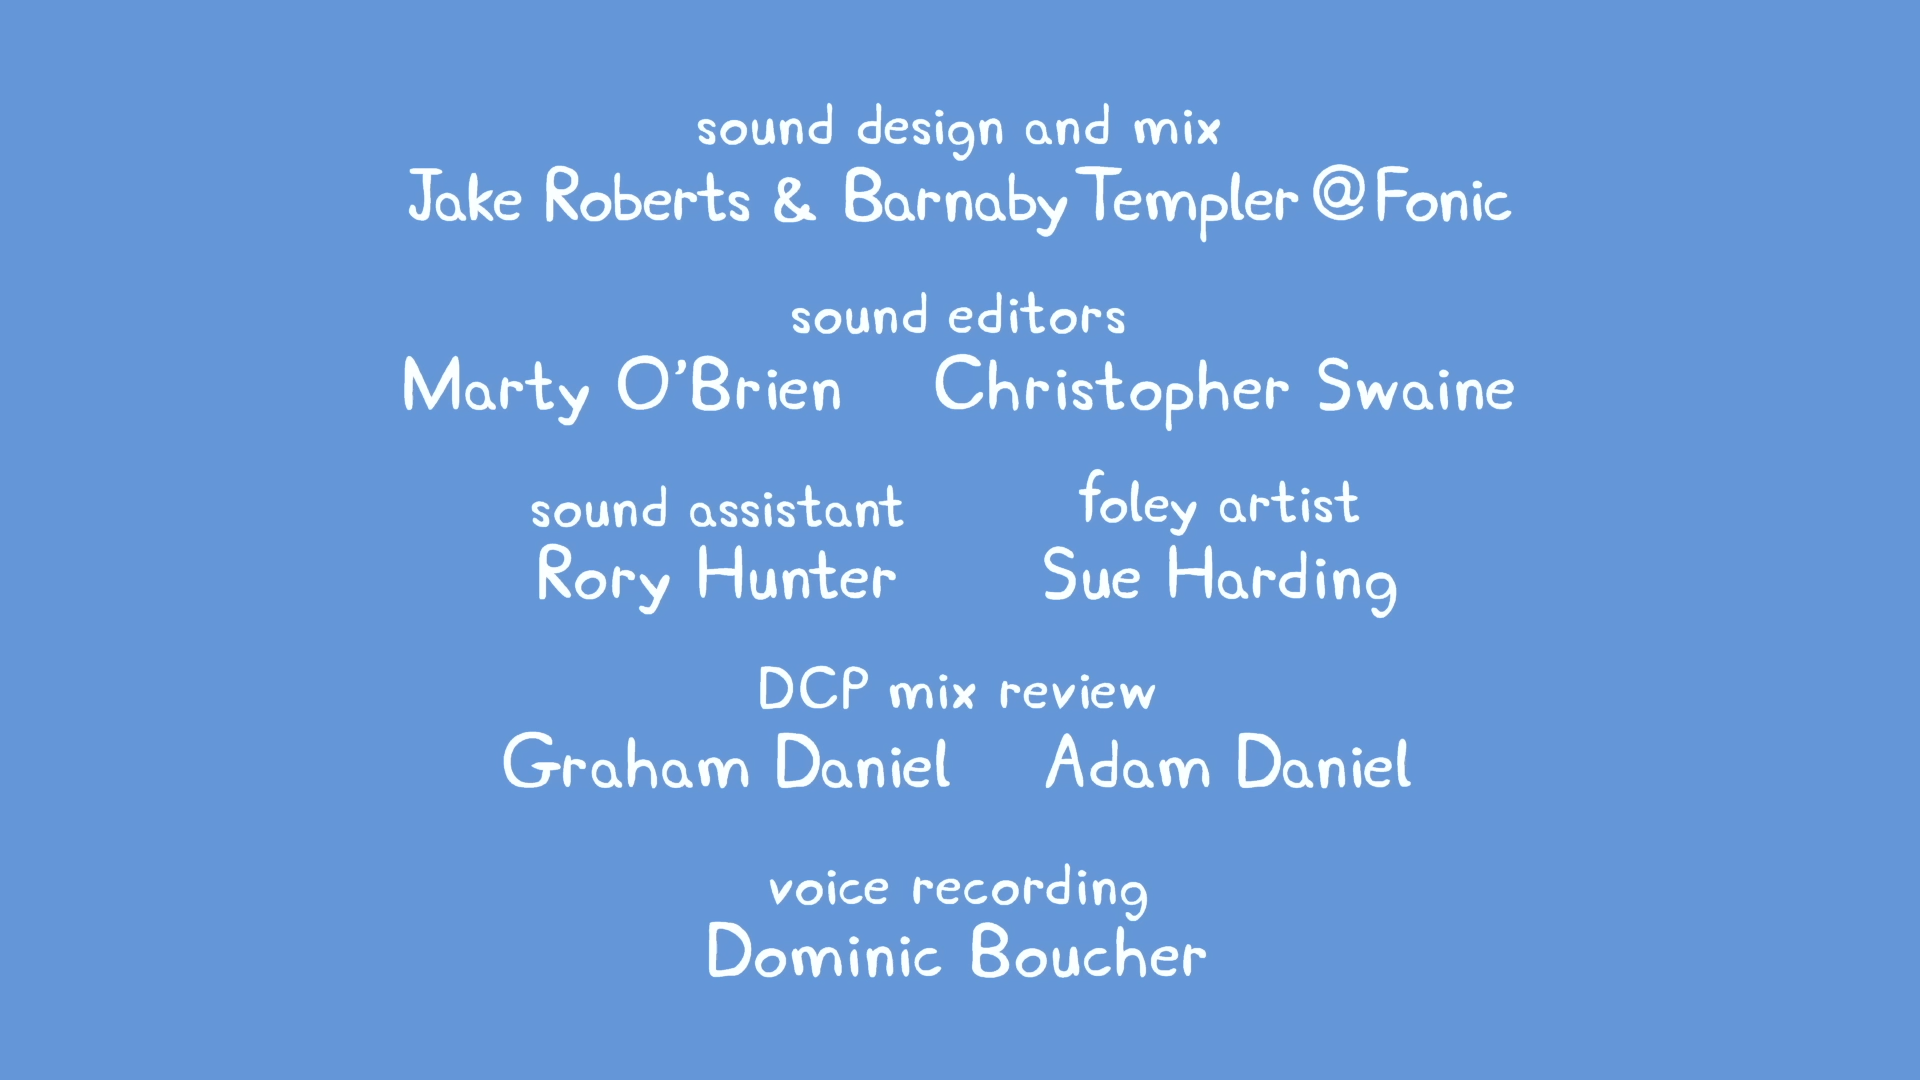 sound design and mix
Jake Roberts & Barnaby Templer @ Fonic
sound editors
Marty O’Brien Christopher Swaine
sound assistant foley artist
Rory Hunter Sue Harding
DCP mix review
Graham Daniel Adam Daniel
voice recording
Dominic Boucher